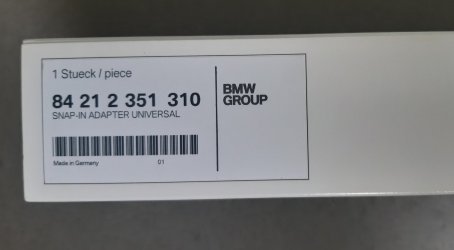 1 Stueck / piece
84 21 2 351 310
SNAP-IN ADAPTER UNIVERSAL
Made in Germany 01
BMW
GROUP